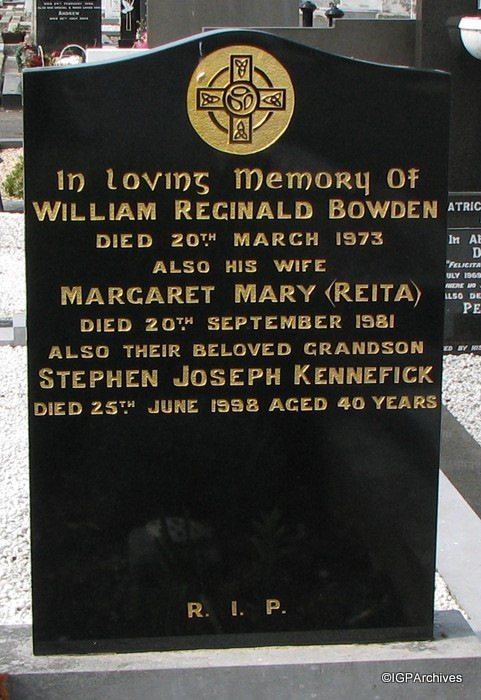 In Loving Memory Of
WILLIAM REGINALD BOWDEN
DIED 20TH MARCH 1973
ALSO HIS WIFE
MARGARET MARY (REITA)
DIED 20TH SEPTEMBER 1981
ALSO THEIR BELOVED GRANDSON
STEPHEN JOSEPH KENNEFICK
DIED 25TH JUNE 1998 AGED 40 YEARS
R. I. P.
ANDREW
©IGPArchives